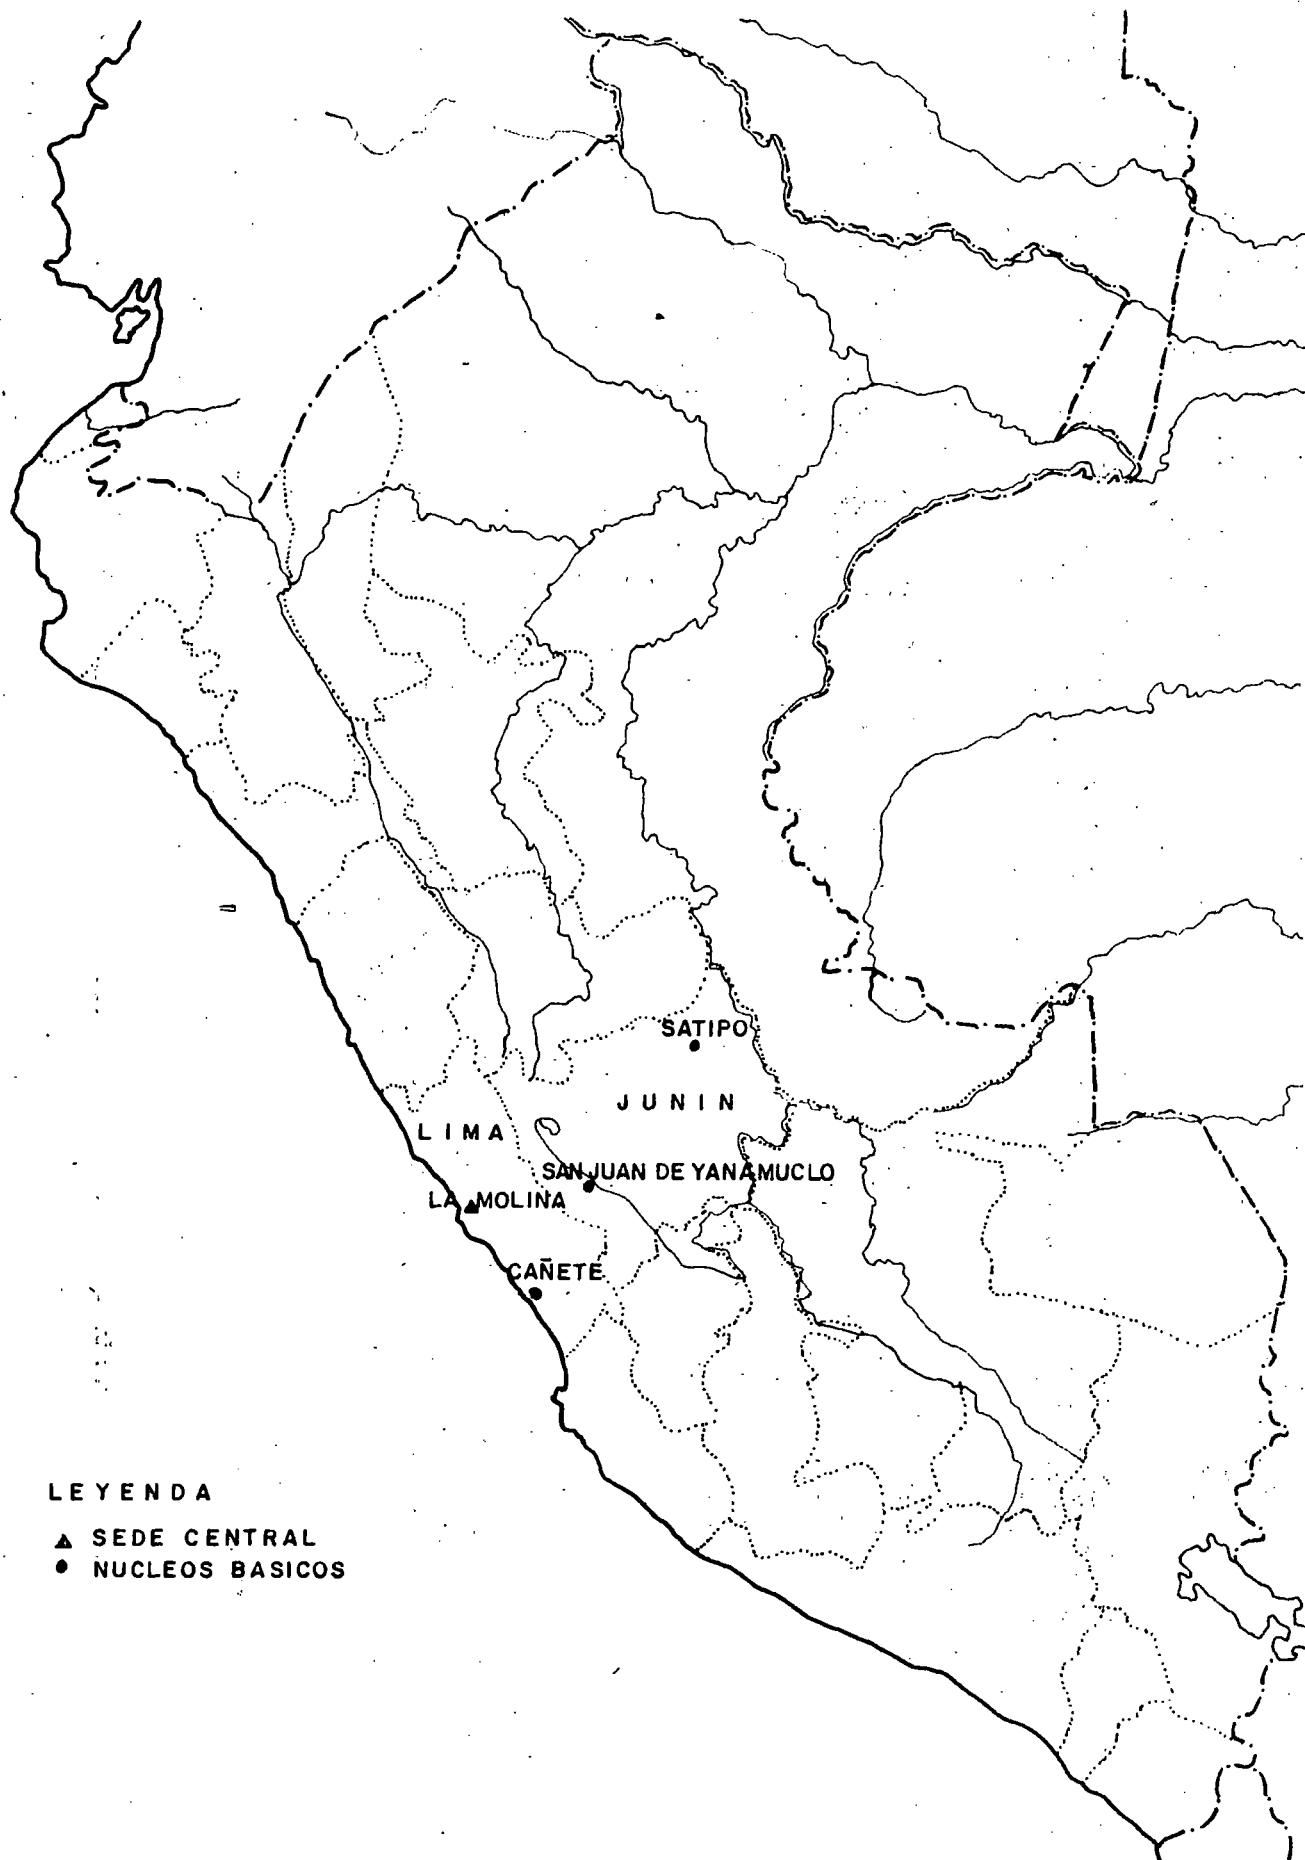 SATIPO
JUNIN
LIMA
SAN JUAN DE YANAMUCLO
LA MOLINA
CAÑETE
LEYENDA
SEDE CENTRAL
NUCLEOS BASICOS